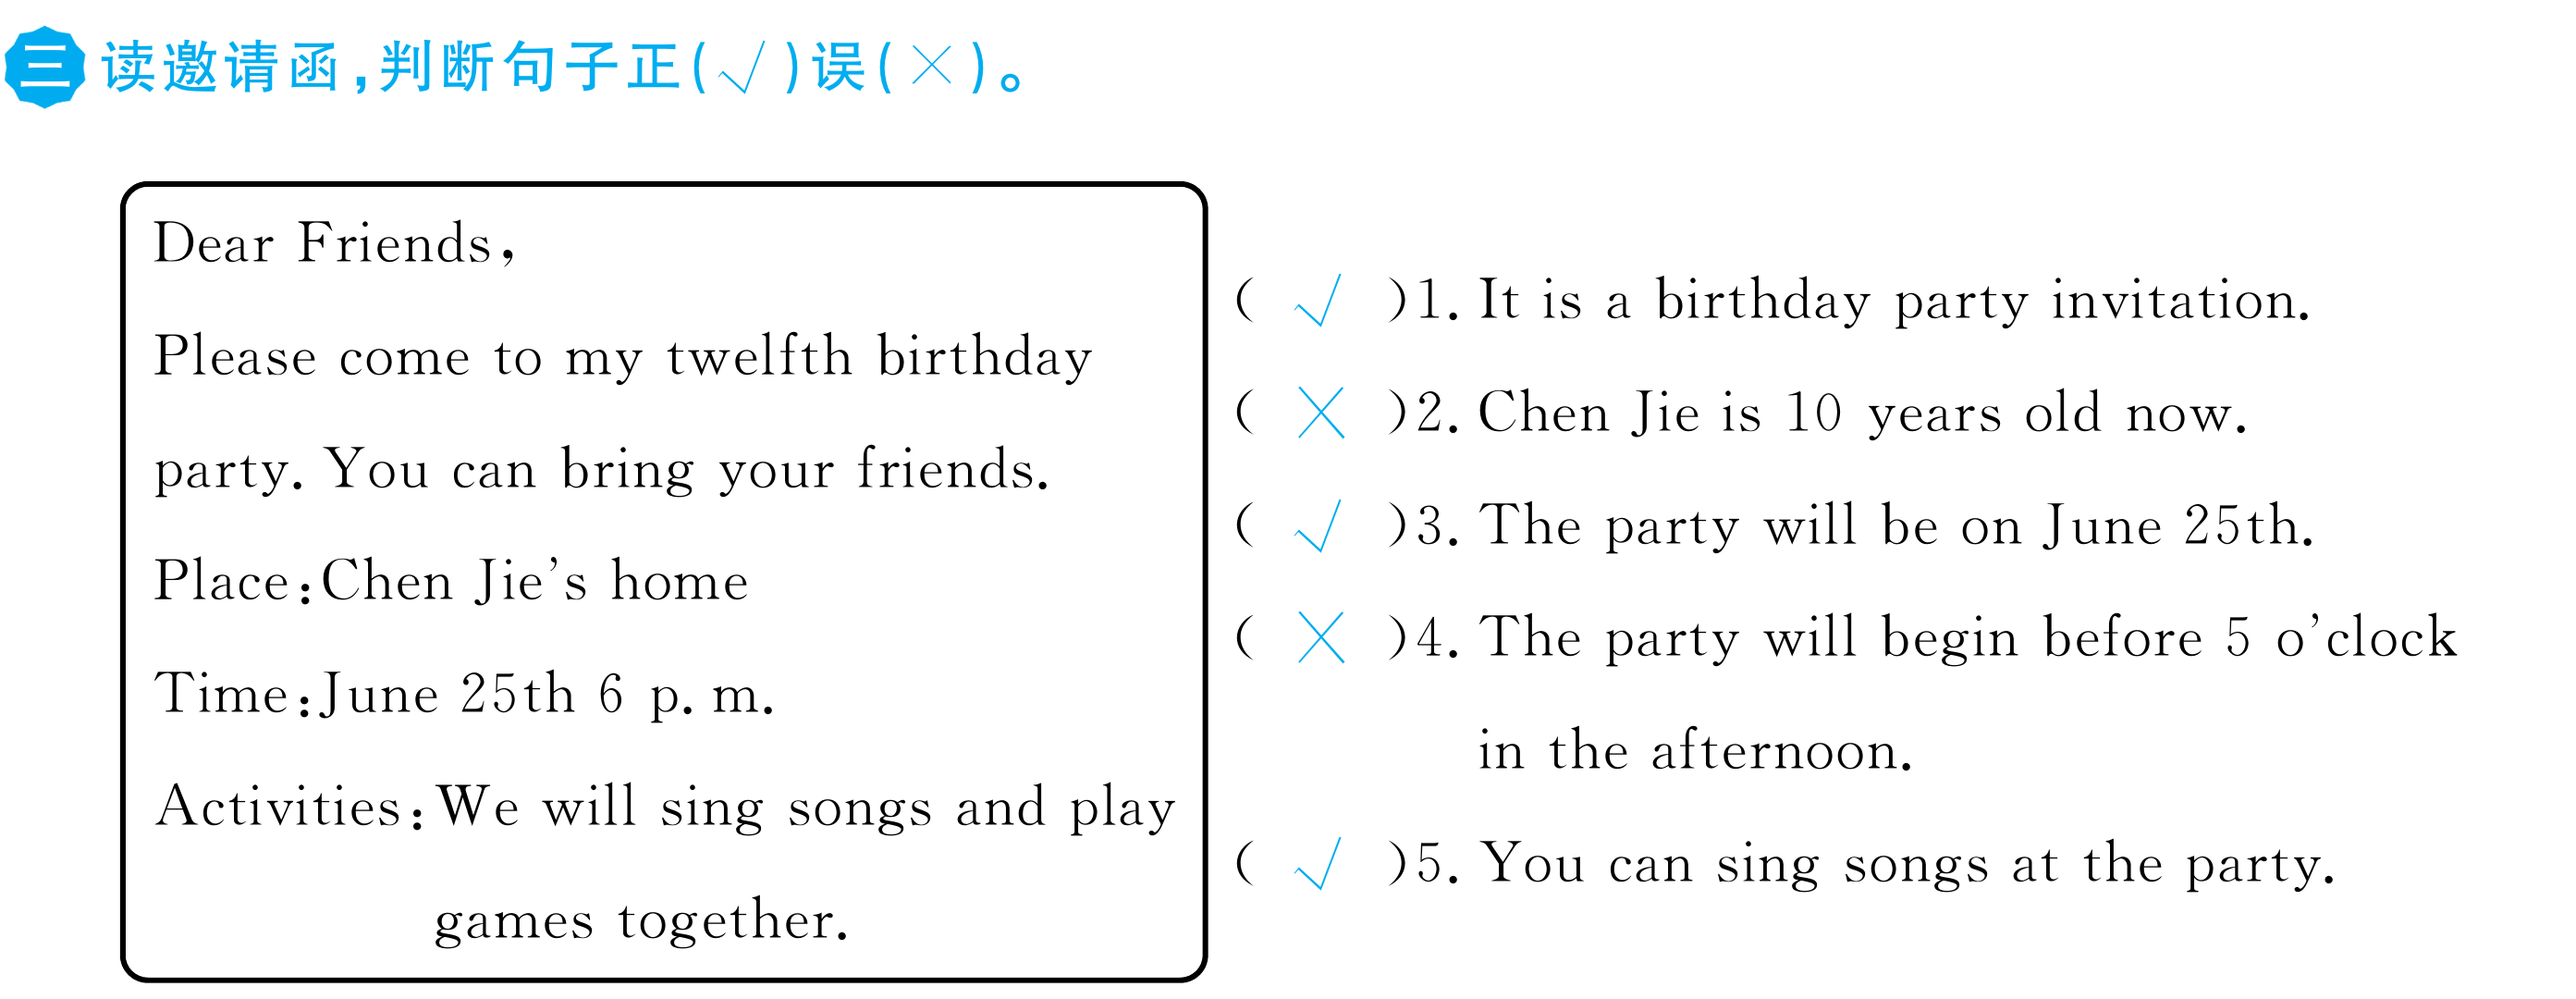 三 读邀请函,判断句子正(√)误(×)。
Dear Friends,
Please come to my twelfth birthday
party. You can bring your friends.
Place:Chen Jie's home
Time:June 25th 6 p. m.
Activities:We will sing songs and play
games together.
( √ )1. It is a birthday party invitation.
( × )2. Chen Jie is 10 years old now.
( √ )3. The party will be on June 25th.
( × )4. The party will begin before 5 o'clock
in the afternoon.
( √ )5. You can sing songs at the party.